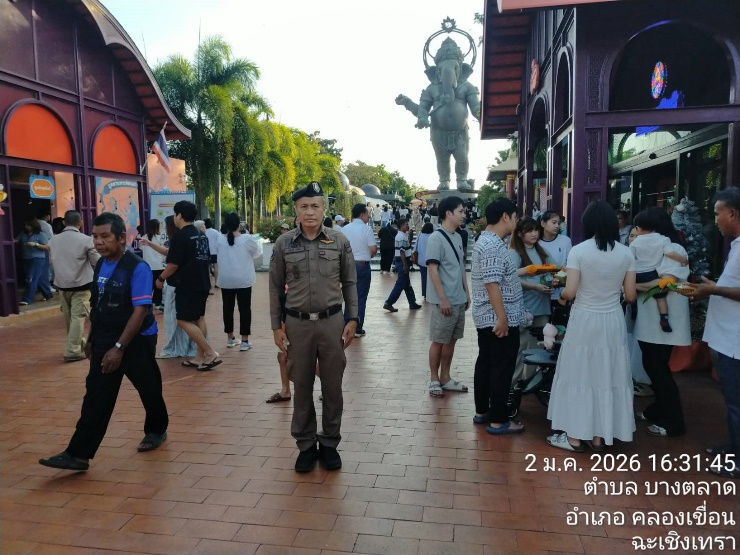 2 ม.ค. 2026 16:31:45
ตำบล บางตลาด
อำเภอ คลองเขื่อน
ฉะเชิงเทรา